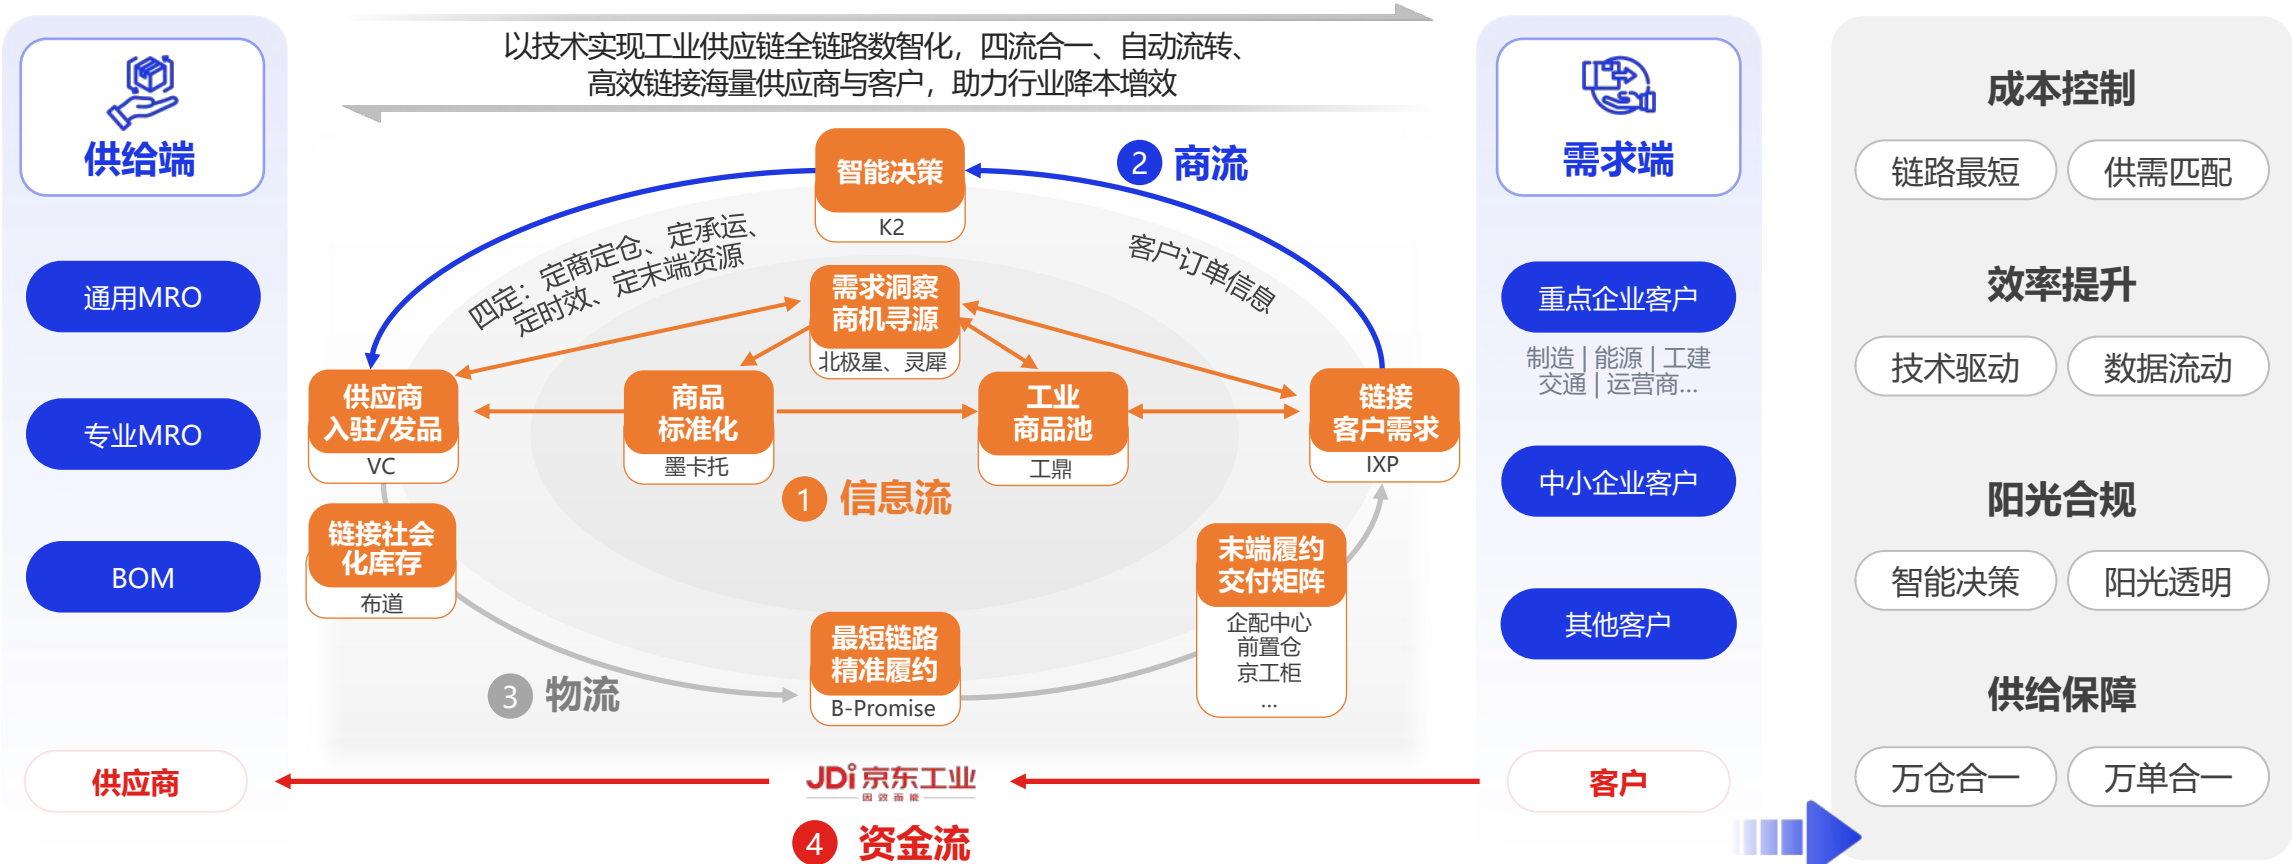 以技术实现工业供应链全链路数智化，四流合一、自动流转、
高效链接海量供应商与客户，助力行业降本增效
供给端
通用MRO
专业MRO
BOM
供应商
智能决策
K2
2 商流
四定：定商定仓、定承运、
定时效、定末端资源
客户订单信息
需求洞察
商机寻源
北极星、灵犀
供应商
入驻/发品
VC
商品
标准化
墨卡托
工业
商品池
工鼎
链接
客户需求
IXP
1 信息流
链接社会
化库存
布道
末端履约
交付矩阵
企配中心
前置仓
京工柜
...
最短链路
精准履约
B-Promise
3 物流
JDi 京东工业
因效而能
4 资金流
需求端
重点企业客户
制造 | 能源 | 工建
交通 | 运营商...
中小企业客户
其他客户
客户
成本控制
链路最短
供需匹配
效率提升
技术驱动
数据流动
阳光合规
智能决策
阳光透明
供给保障
万仓合一
万单合一